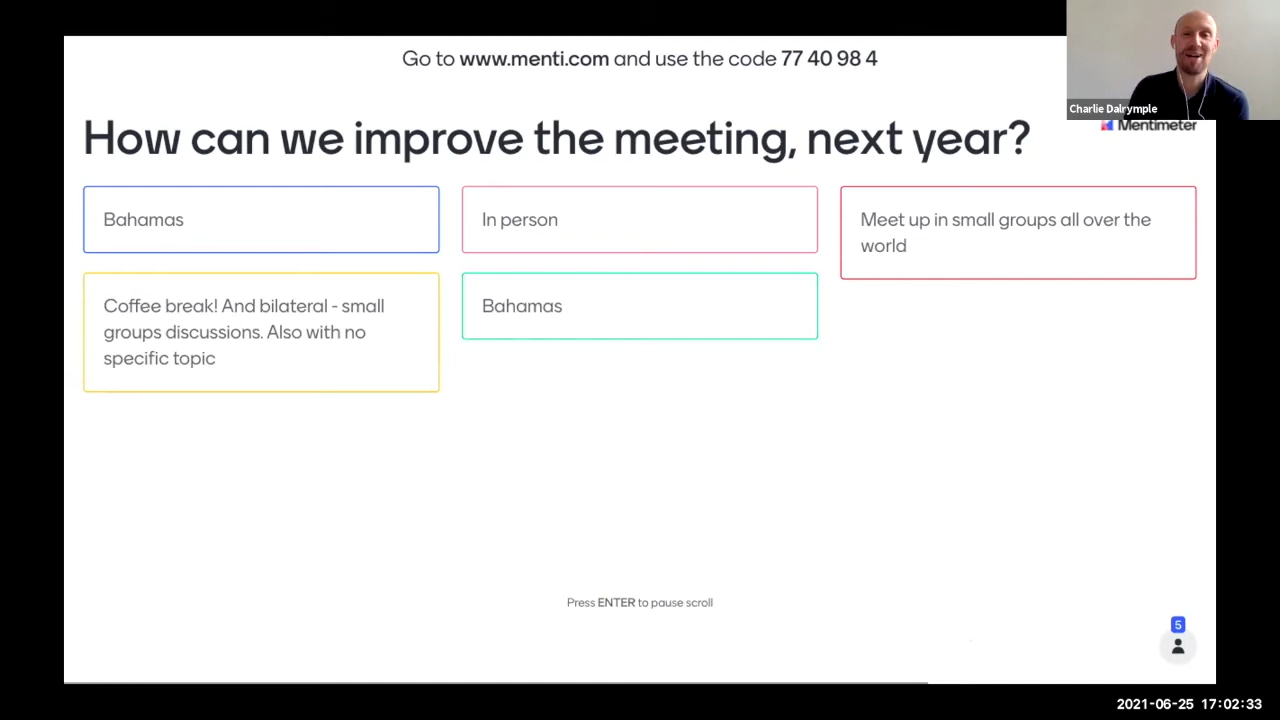 Go to www.menti.com and use the code 77 40 98 4
Charlie Dalrymple
Mentimeter
How can we improve the meeting, next year?
Bahamas
In person
Meet up in small groups all over the
world
Coffee break! And bilateral - small
groups discussions. Also with no
specific topic
Bahamas
Press ENTER to pause scroll
5
2021-06-25 17:02:33